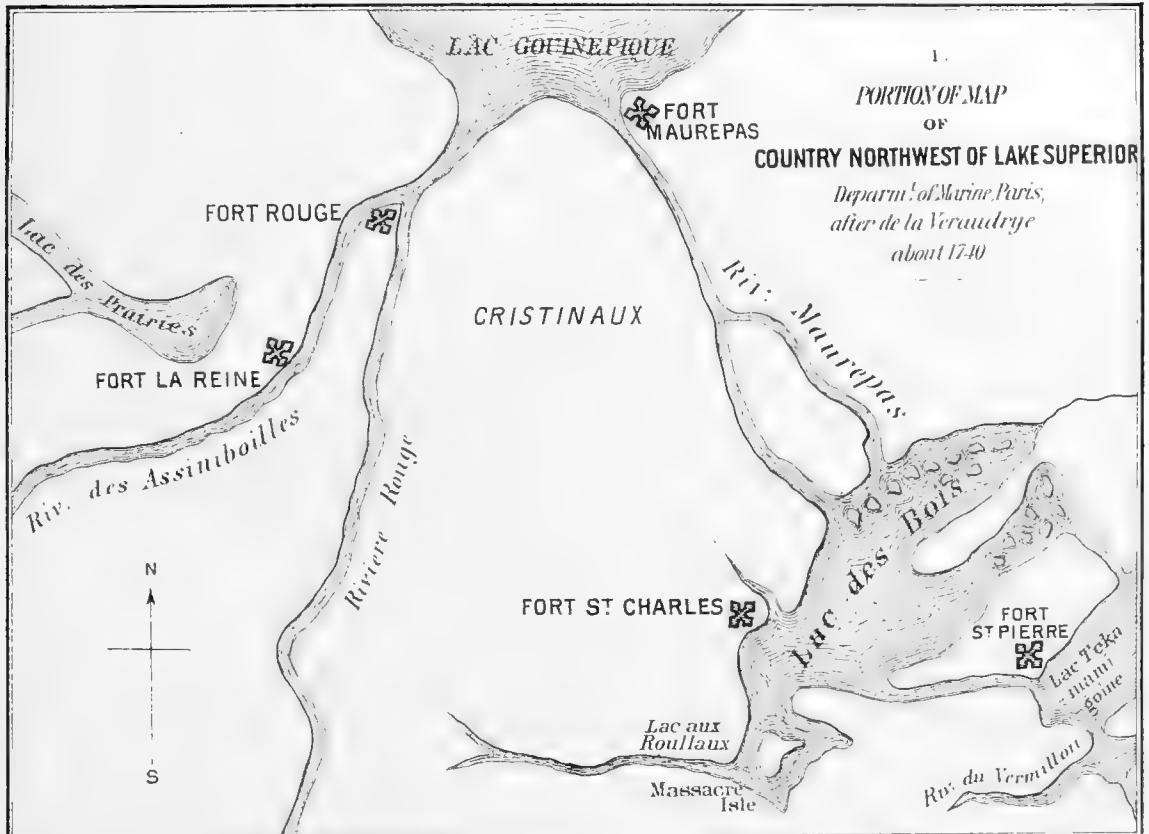 LAC GOUINEPIQUE
1.
PORTION OF MAP
OF
COUNTRY NORTHWEST OF LAKE SUPERIOR
Deparmt. of Marine, Paris,
after de la Veraudrye
about 1740
FORT
MAUREPAS
FORT ROUGE
Lac des Prairies
CRISTINAUX
Riv. Maurepas
FORT LA REINE
Riv. des Assiniboilles
Riviere Rouge
Lac des Bois
N
S
FORT ST. CHARLES
FORT
ST. PIERRE
Lac Teka
mami
goine
Lac aux
Roullaux
Massacre
Isle
Riv. du Vermillon